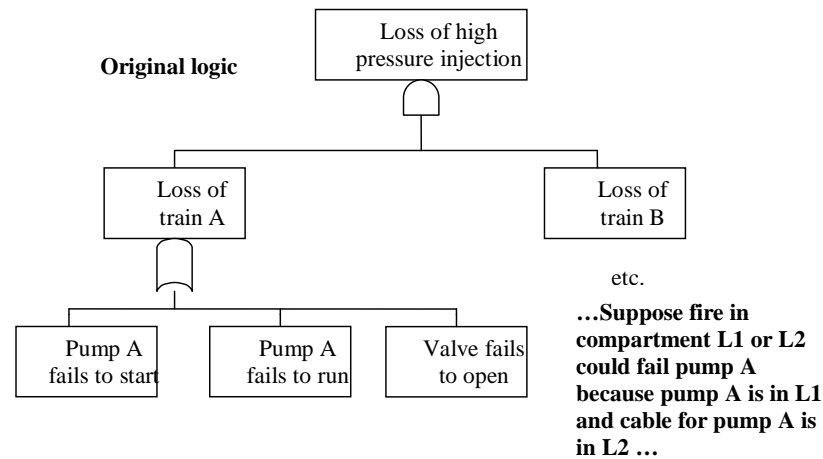 Loss of high
pressure injection
Original logic
Loss of
train A
Loss of
train B
etc.
Pump A
fails to start
Pump A
fails to run
Valve fails
to open
…Suppose fire in
compartment L1 or L2
could fail pump A
because pump A is in L1
and cable for pump A is
in L2 …